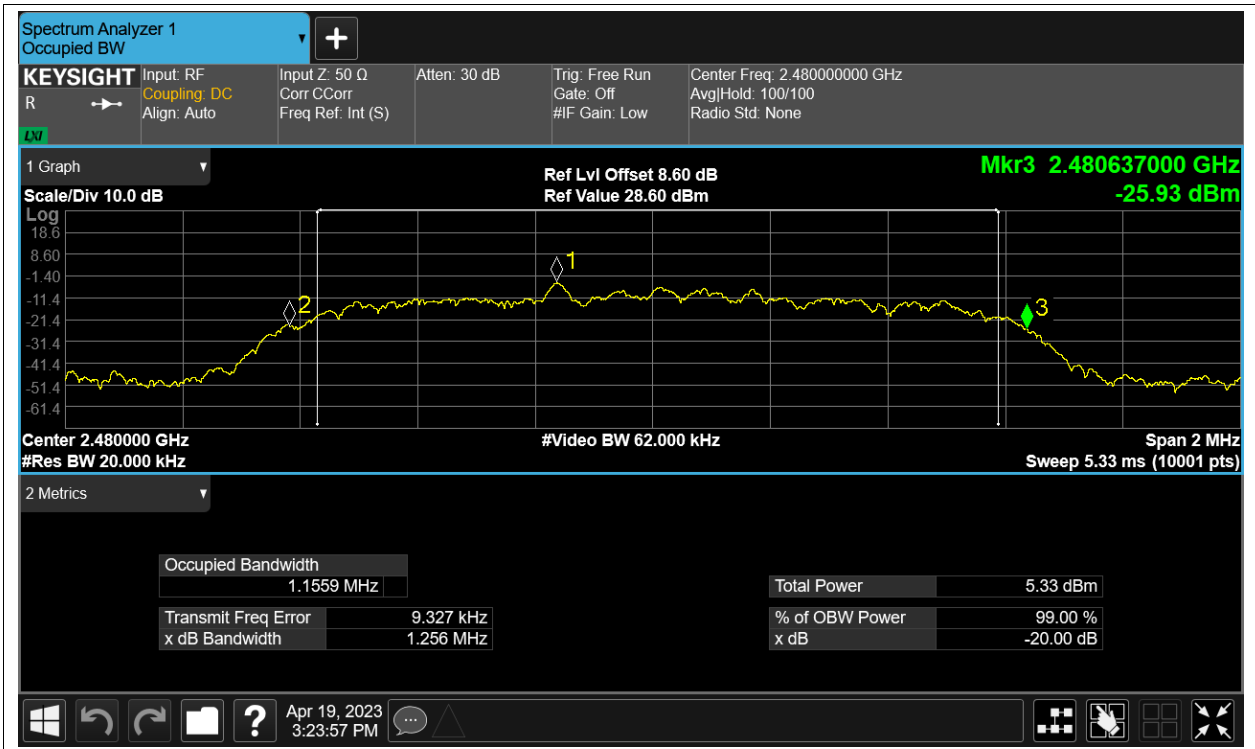 Spectrum Analyzer 1
Occupied BW
KEYSIGHT
R
LXI
Input: RF
Coupling: DC
Align: Auto
Input Z: 50 Ω
Corr CCorr
Freq Ref: Int (S)
Atten: 30 dB
Trig: Free Run
Gate: Off
#IF Gain: Low
Center Freq: 2.480000000 GHz
Avg|Hold: 100/100
Radio Std: None
1 Graph
Scale/Div 10.0 dB
Ref Lvl Offset 8.60 dB
Ref Value 28.60 dBm
Mkr3 2.480637000 GHz
-25.93 dBm
Log
18.6
8.60
-1.40
-11.4
-21.4
-31.4
-41.4
-51.4
-61.4
1
2
3
Center 2.480000 GHz
#Res BW 20.000 kHz
#Video BW 62.000 kHz
Span 2 MHz
Sweep 5.33 ms (10001 pts)
2 Metrics
Occupied Bandwidth
1.1559 MHz
Transmit Freq Error 9.327 kHz
x dB Bandwidth 1.256 MHz
Total Power 5.33 dBm
% of OBW Power 99.00 %
x dB -20.00 dB
?
Apr 19, 2023
3:23:57 PM